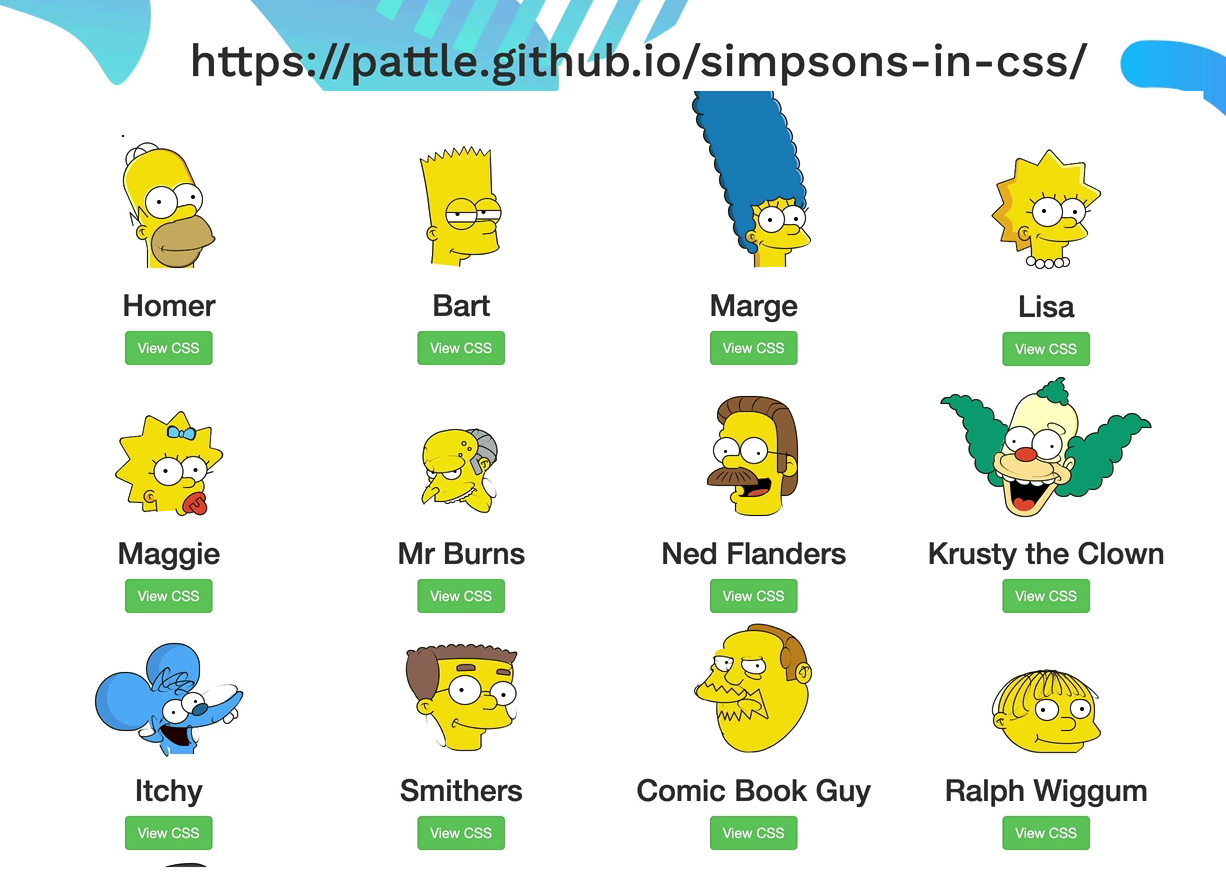 https://pattle.github.io/simpsons-in-css/
Homer Bart Marge Lisa
View CSS View CSS View CSS View CSS
Maggie Mr Burns Ned Flanders Krusty the Clown
View CSS View CSS View CSS View CSS
Itchy Smithers Comic Book Guy Ralph Wiggum
View CSS View CSS View CSS View CSS